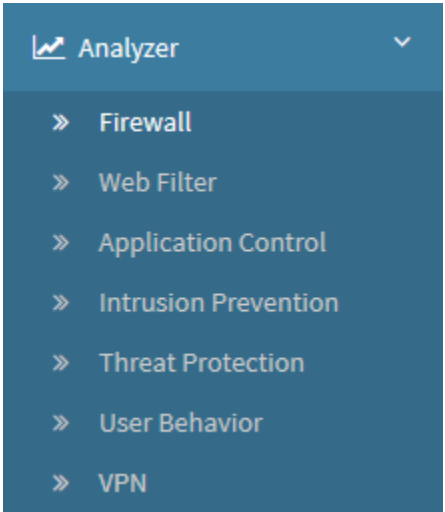 Analyzer
Firewall
Web Filter
Application Control
Intrusion Prevention
Threat Protection
User Behavior
VPN